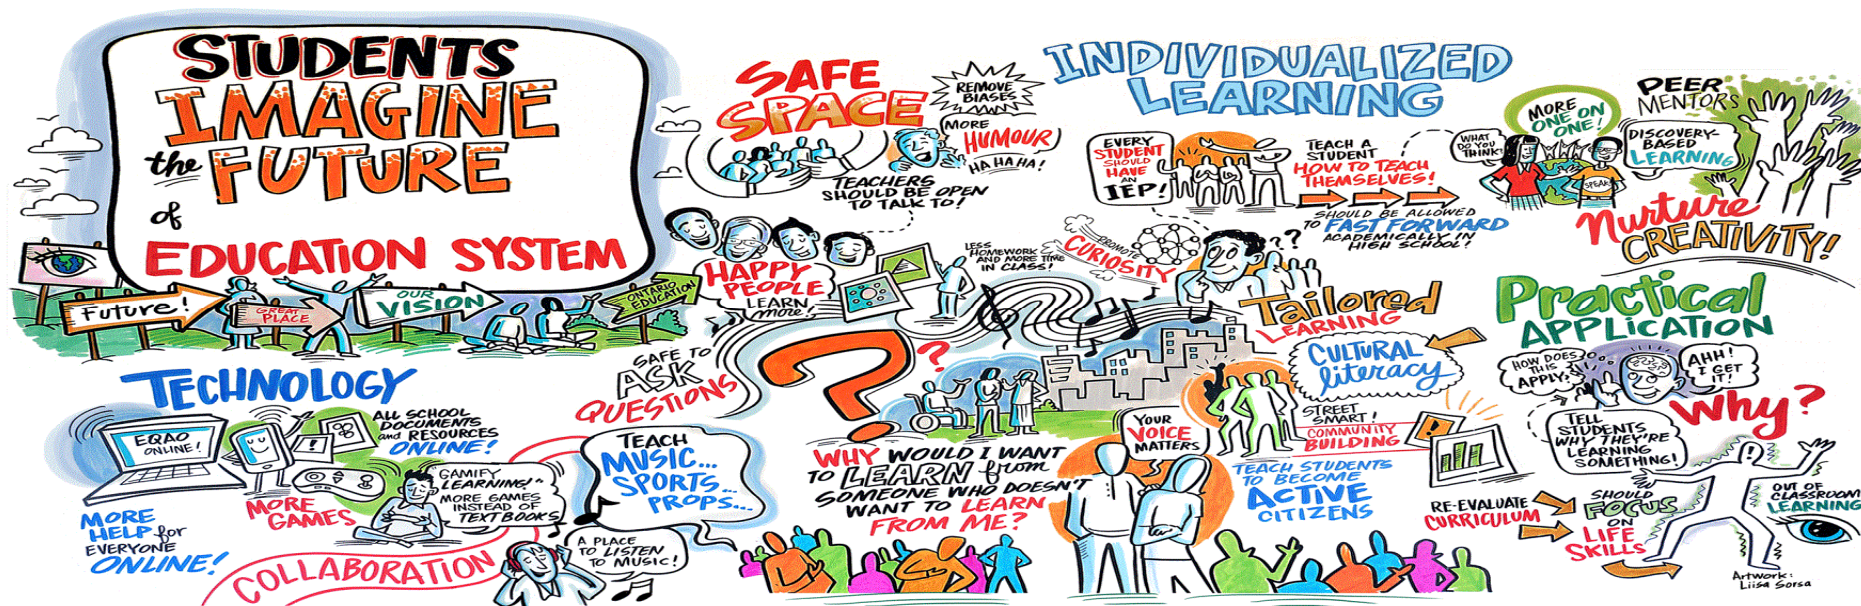 STUDENTS
IMAGINE
the FUTURE
of
EDUCATION SYSTEM
Future!
GREAT
PLACE
OUR
VISION
ONTARIO
EDUCATION
TECHNOLOGY
EQAO
ONLINE!
ALL SCHOOL
DOCUMENTS
and RESOURCES
ONLINE!
MORE
HELP for
EVERYONE
ONLINE!
MORE
GAMES
GAMIFY
LEARNING!"
MORE GAMES
INSTEAD OF
TEXT BOOKS
COLLABORATION
SAFE TO
ASK
QUESTIONS
TEACH
MUSIC...
SPORTS...
PROPS...
A PLACE
TO LISTEN
TO MUSIC!
SAFE
SPACE
REMOVE
BIASES
MORE
HUMOUR
HA HA HA!
TEACHERS
SHOULD BE OPEN
TO TALK TO!
HAPPY
PEOPLE
LEARN
more!
LESS
HOMEWORK
AND MORE TIME
IN CLASS!
PROMOTE
CURIOSITY
??
?
WHY WOULD I WANT
TO LEARN from
SOMEONE WHO DOESN'T
WANT TO LEARN
FROM ME?
YOUR
VOICE
MATTERS
INDIVIDUALIZED
LEARNING
EVERY
STUDENT
SHOULD
HAVE
AN
IEP!
TEACH A
STUDENT
HOW TO TEACH
THEMSELVES!
SHOULD BE ALLOWED
TO FAST FORWARD
ACADEMICALLY IN
HIGH SCHOOL
WHAT
DO YOU
THINK?
MORE
ONE ON
ONE!
SPEAK
PEER
MENTORS
DISCOVERY-
BASED
LEARNING
Nurture
CREATIVITY!
Tailored
LEARNING
CULTURAL
literacy
STREET
SMART!
COMMUNITY
BUILDING
TEACH STUDENTS
TO BECOME
ACTIVE
CITIZENS
!
RE-EVALUATE
CURRICULUM
Practical
APPLICATION
HOW DOES
THIS
APPLY?
AHH!
I GET
IT!
Why?
TELL
STUDENTS
WHY THEY'RE
LEARNING
SOMETHING!
SHOULD
FOCUS
ON
LIFE
SKILLS
OUT OF
CLASSROOM
LEARNING
Artwork:
Liisa Sorsa